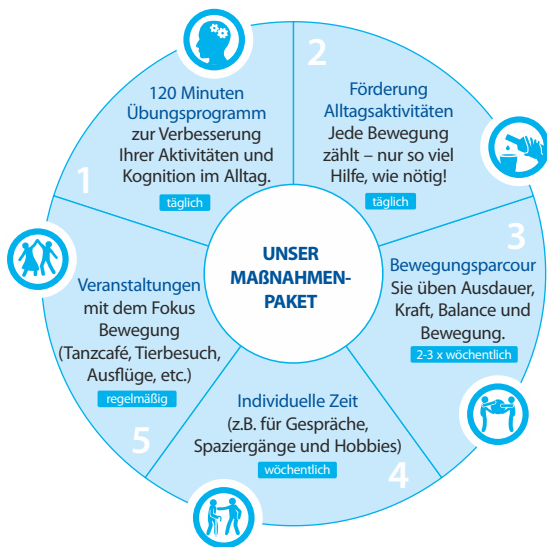 UNSER
MAßNAHMEN-
PAKET
1
120 Minuten
Übungsprogramm
zur Verbesserung
Ihrer Aktivitäten und
Kognition im Alltag.
täglich
2
Förderung
Alltagsaktivitäten
Jede Bewegung
zählt – nur so viel
Hilfe, wie nötig!
täglich
3
Bewegungsparcour
Sie üben Ausdauer,
Kraft, Balance und
Bewegung.
2-3 x wöchentlich
4
Individuelle Zeit
(z.B. für Gespräche,
Spaziergänge und Hobbies)
wöchentlich
5
Veranstaltungen
mit dem Fokus
Bewegung
(Tanzcafé, Tierbesuch,
Ausflüge, etc.)
regelmäßig